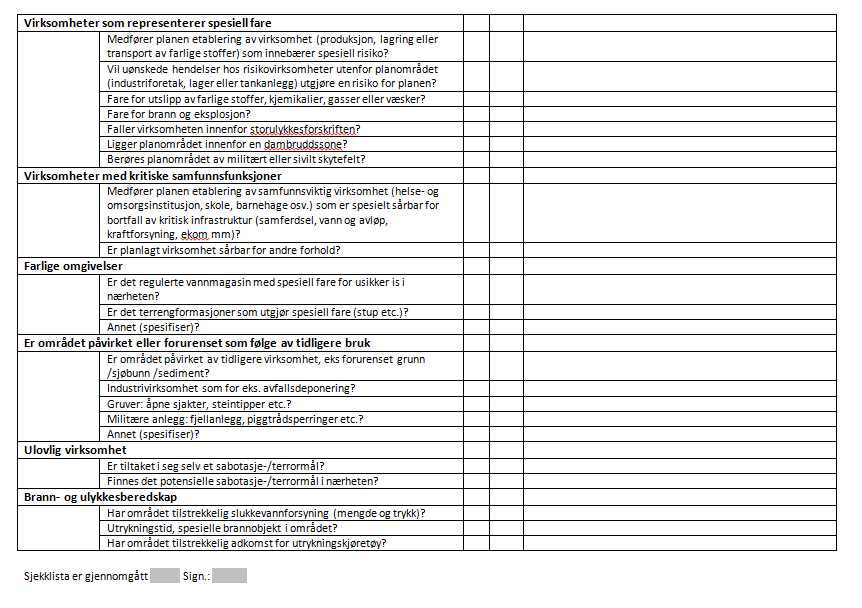 Virksomheter som representerer spesiell fare
Medfører planen etablering av virksomhet (produksjon, lagring eller
transport av farlige stoffer) som innebærer spesiell risiko?
Vil uønskede hendelser hos risikovirksomheter utenfor planområdet
(industriforetak, lager eller tankanlegg) utgjøre en risiko for planen?
Fare for utslipp av farlige stoffer, kjemikalier, gasser eller væsker?
Fare for brann og eksplosjon?
Faller virksomheten innenfor storulykkesforskriften?
Ligger planområdet innenfor en dambruddssone?
Berøres planområdet av militært eller sivilt skytefelt?
Virksomheter med kritiske samfunnsfunksjoner
Medfører planen etablering av samfunnsviktig virksomhet (helse- og
omsorgsinstitusjon, skole, barnehage osv.) som er spesielt sårbar for
bortfall av kritisk infrastruktur (samferdsel, vann og avløp,
kraftforsyning, ekom mm)?
Er planlagt virksomhet sårbar for andre forhold?
Farlige omgivelser
Er det regulerte vannmagasin med spesiell fare for usikker is i
nærheten?
Er det terrengformasjoner som utgjør spesiell fare (stup etc.)?
Annet (spesifiser)?
Er området påvirket eller forurenset som følge av tidligere bruk
Er området påvirket av tidligere virksomhet, eks forurenset grunn
/sjøbunn /sediment?
Industrivirksomhet som for eks. avfallsdeponering?
Gruver: åpne sjakter, steintipper etc.?
Militære anlegg: fjellanlegg, piggtrådsperringer etc.?
Annet (spesifiser)?
Ulovlig virksomhet
Er tiltaket i seg selv et sabotasje-/terrormål?
Finnes det potensielle sabotasje-/terrormål i nærheten?
Brann- og ulykkesberedskap
Har området tilstrekkelig slukkevannforsyning (mengde og trykk)?
Utrykningstid, spesielle brannobjekt i området?
Har området tilstrekkelig adkomst for utrykningskjøretøy?
Sjekklista er gjennomgått Sign.: